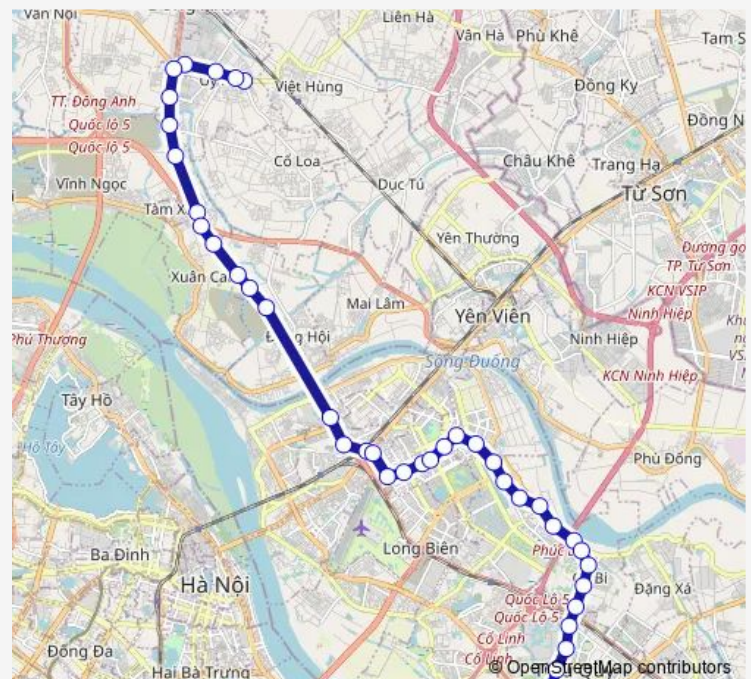 Vân Nội
Liên Hà
Vân Hà
Phù Khê
Tam S
Việt Hùng
Đồng Kỵ
TT. Đông Anh
Quốc lộ 5
Quốc lộ 5
Đồng N
Cổ Loa
Châu Khê
Trang Hạ
Vĩnh Ngọc
Dục Tú
Từ Sơn
Tàm X
Yên Thường
Đường
TP. Từ Sơn
Xuân Ca
KCN VSIP
Mai Lâm
Yên Viên
Ninh Hiệp
Phú Thượng
Hội
Ninh Hiệp
Sông Đuống
KCN Ninh Hiệp
Tây Hồ
Hồ Tây
Phù Đổng
Ba Đình
Long Biên
Phúc
Hà Nội
Bi
Đặng Xá
Quốc Lộ 5
Quốc Lộ 5
Cổ Linh
Cổ Linh
Đống Đa
Hai Bà Trưng
© OpenStreetMap contributors